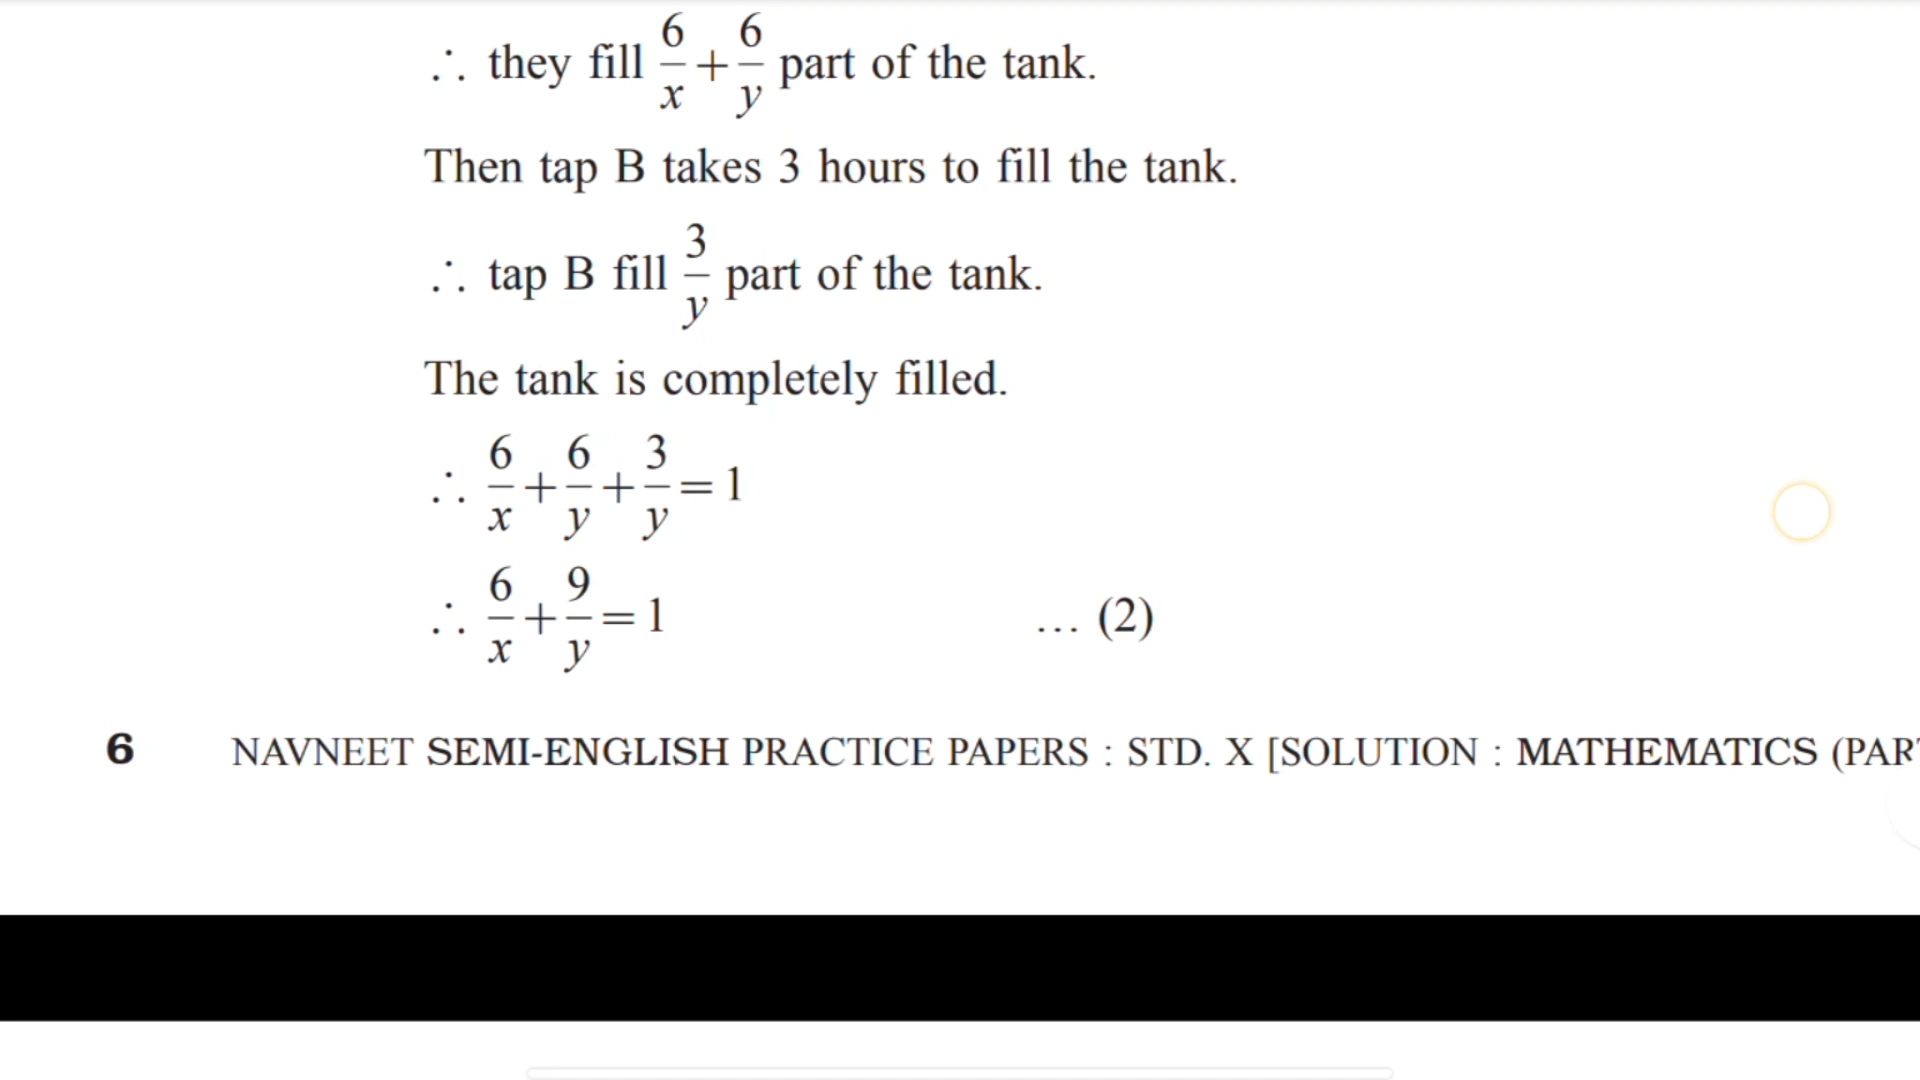 ∴ they fill 6/x + 6/y part of the tank.
Then tap B takes 3 hours to fill the tank.
∴ tap B fill 3/y part of the tank.
The tank is completely filled.
∴ 6/x + 6/y + 3/y = 1
∴ 6/x + 9/y = 1 ... (2)
6 NAVNEET SEMI-ENGLISH PRACTICE PAPERS : STD. X [SOLUTION : MATHEMATICS (PAR